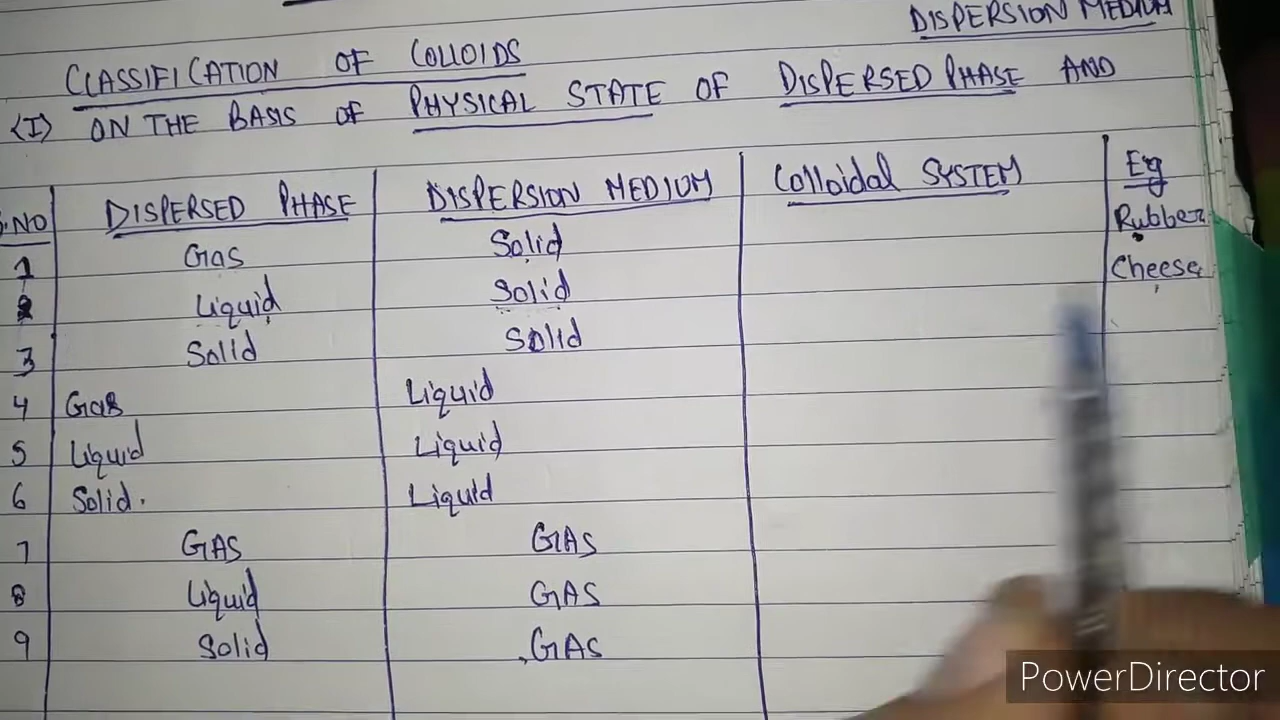 DISPERSION MEDIUM
CLASSIFICATION OF COLLOIDS
(I) ON THE BASIS OF PHYSICAL STATE OF DISPERSED PHASE AND
S.NO DISPERSED PHASE DISPERSION MEDIUM Colloidal SYSTEM Eg
1 Gas Solid Rubber
2 Liquid Solid Cheese
3 Solid Solid
4 Gas Liquid
5 Liquid Liquid
6 Solid. Liquid
7 GAS GAS
8 Liquid GAS
9 Solid GAS
PowerDirector